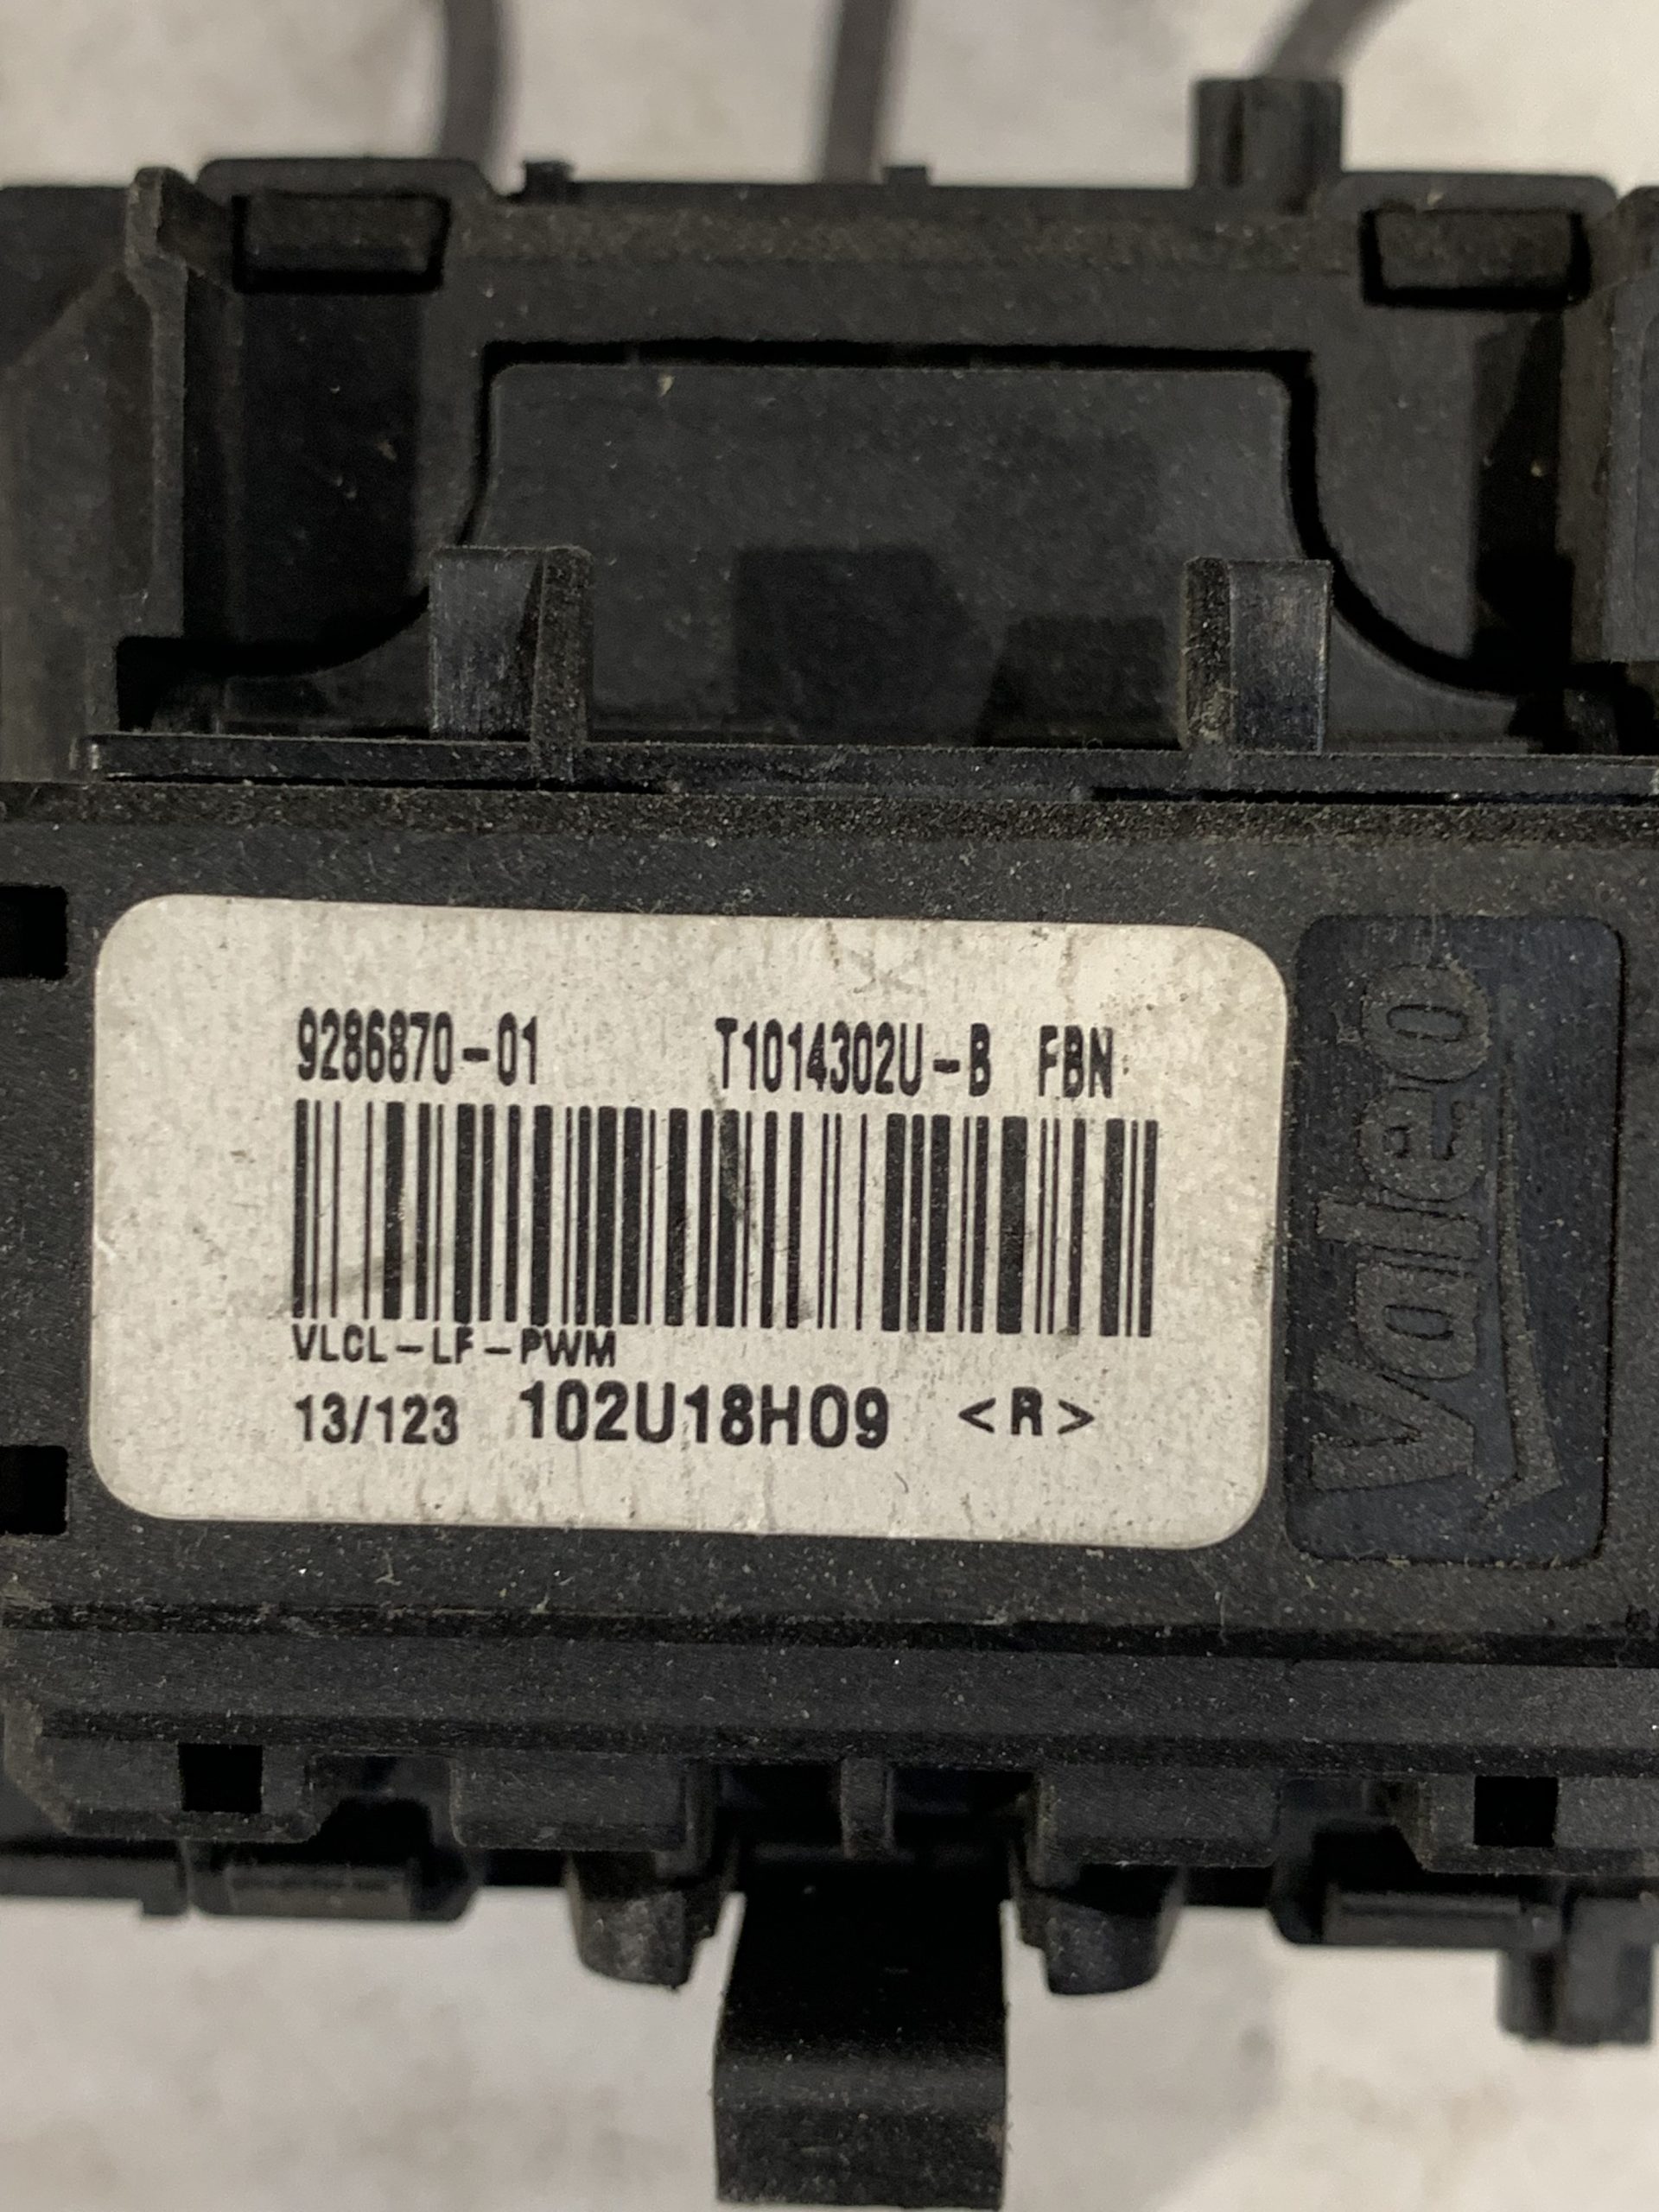 9286870-01 T1014302U-B FBN
VLCL-LF-PWM
13/123 102U18H09 <R>
Valeo